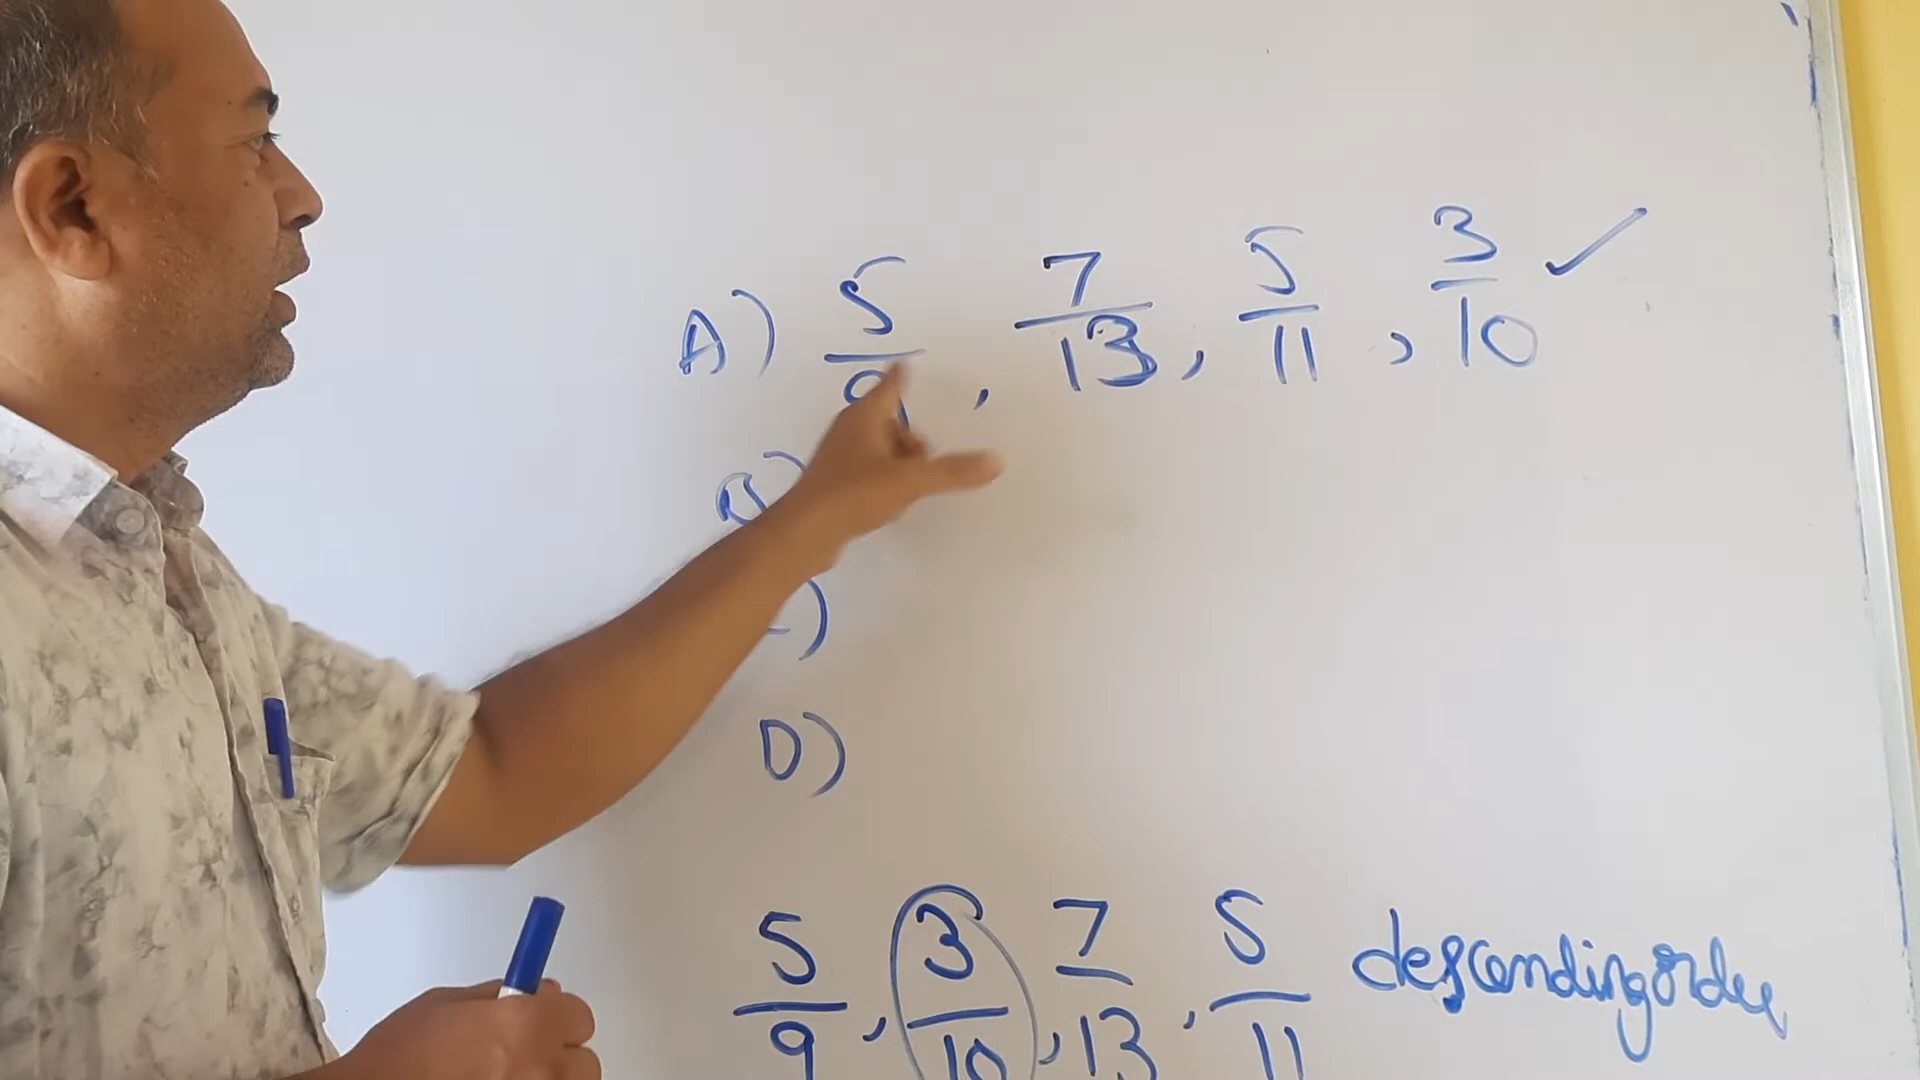 A) 5/9, 7/13, 5/11, 3/10 ✓
B)
)
D)
5/9, 3/10, 7/13, 5/11 descending order